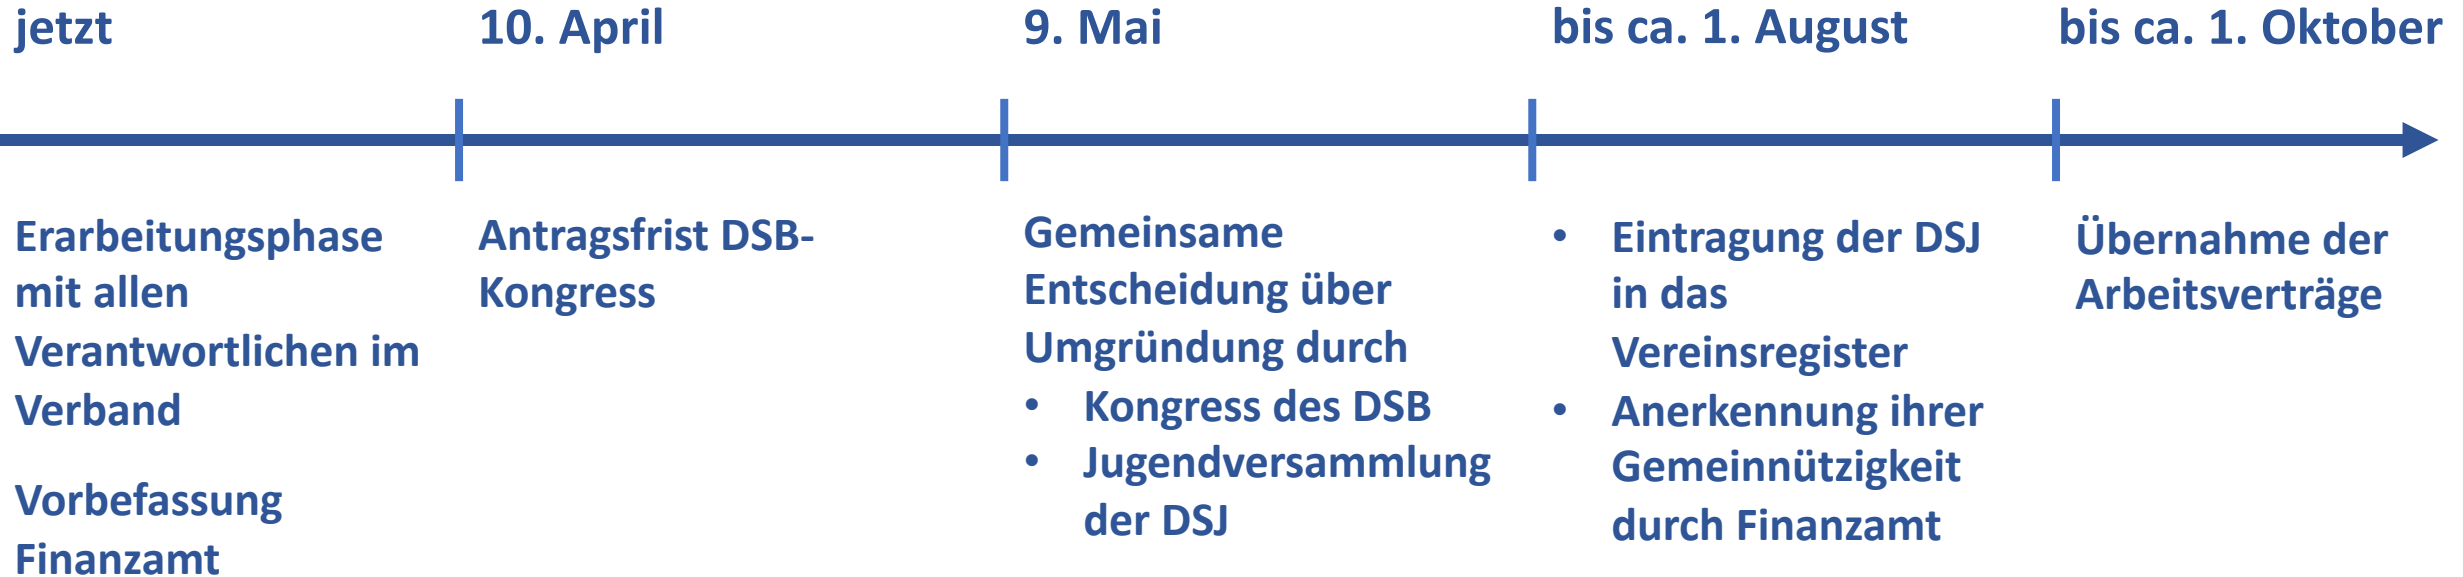 jetzt
10. April
9. Mai
bis ca. 1. August
bis ca. 1. Oktober
Erarbeitungsphase
mit allen
Verantwortlichen im
Verband
Vorbefassung
Finanzamt
Antragsfrist DSB-
Kongress
Gemeinsame
Entscheidung über
Umgründung durch
• Kongress des DSB
• Jugendversammlung
der DSJ
• Eintragung der DSJ
in das
Vereinsregister
• Anerkennung ihrer
Gemeinnützigkeit
durch Finanzamt
Übernahme der
Arbeitsverträge